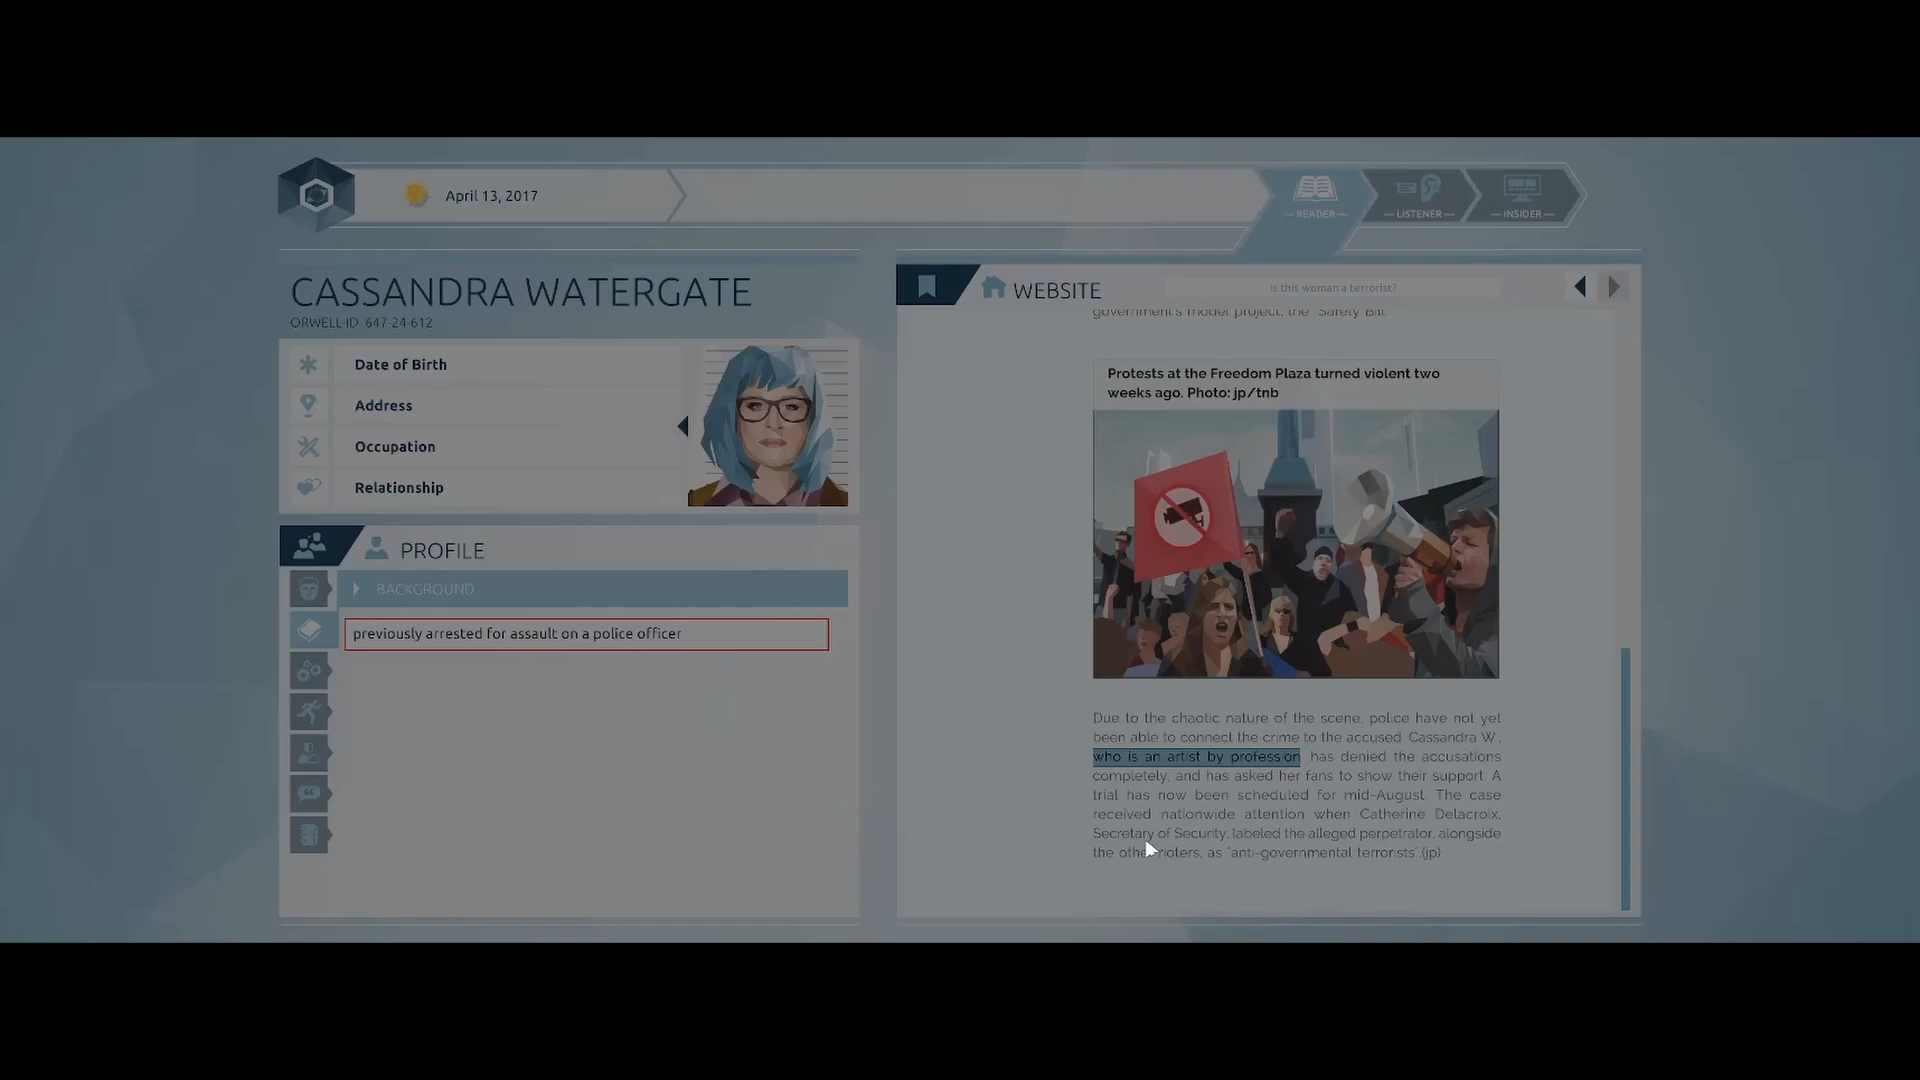 April 13, 2017
READER
LISTENER
INSIDER
CASSANDRA WATERGATE
ORWELL-ID 647-24-612
Date of Birth
Address
Occupation
Relationship
PROFILE
BACKGROUND
previously arrested for assault on a police officer
WEBSITE
Is this woman a terrorist?
government's model project, the "Safety Bill"
Protests at the Freedom Plaza turned violent two
weeks ago. Photo: jp/tnb
Due to the chaotic nature of the scene, police have not yet
been able to connect the crime to the accused. Cassandra W.,
who is an artist by profession has denied the accusations
completely, and has asked her fans to show their support. A
trial has now been scheduled for mid-August. The case
received nationwide attention when Catherine Delacroix,
Secretary of Security, labeled the alleged perpetrator, alongside
the other rioters, as "anti-governmental terrorists".(jp)